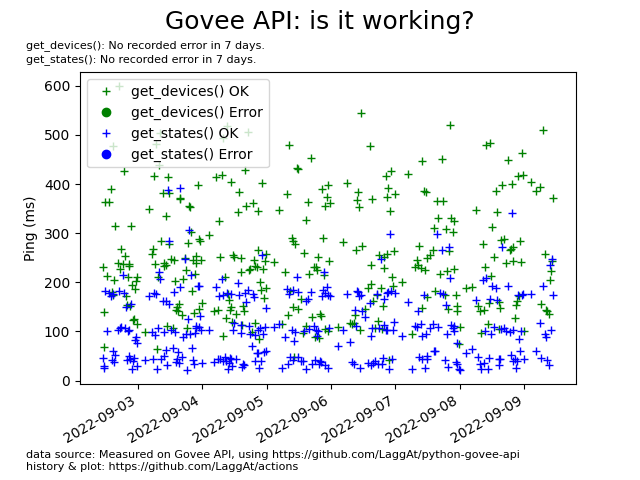 Govee API: is it working?
get_devices(): No recorded error in 7 days.
get_states(): No recorded error in 7 days.
600
500
400
300
200
100
0
Ping (ms)
get_devices() OK
get_devices() Error
get_states() OK
get_states() Error
2022-09-03
2022-09-04
2022-09-05
2022-09-06
2022-09-07
2022-09-08
2022-09-09
data source: Measured on Govee API, using https://github.com/LaggAt/python-govee-api
history & plot: https://github.com/LaggAt/actions